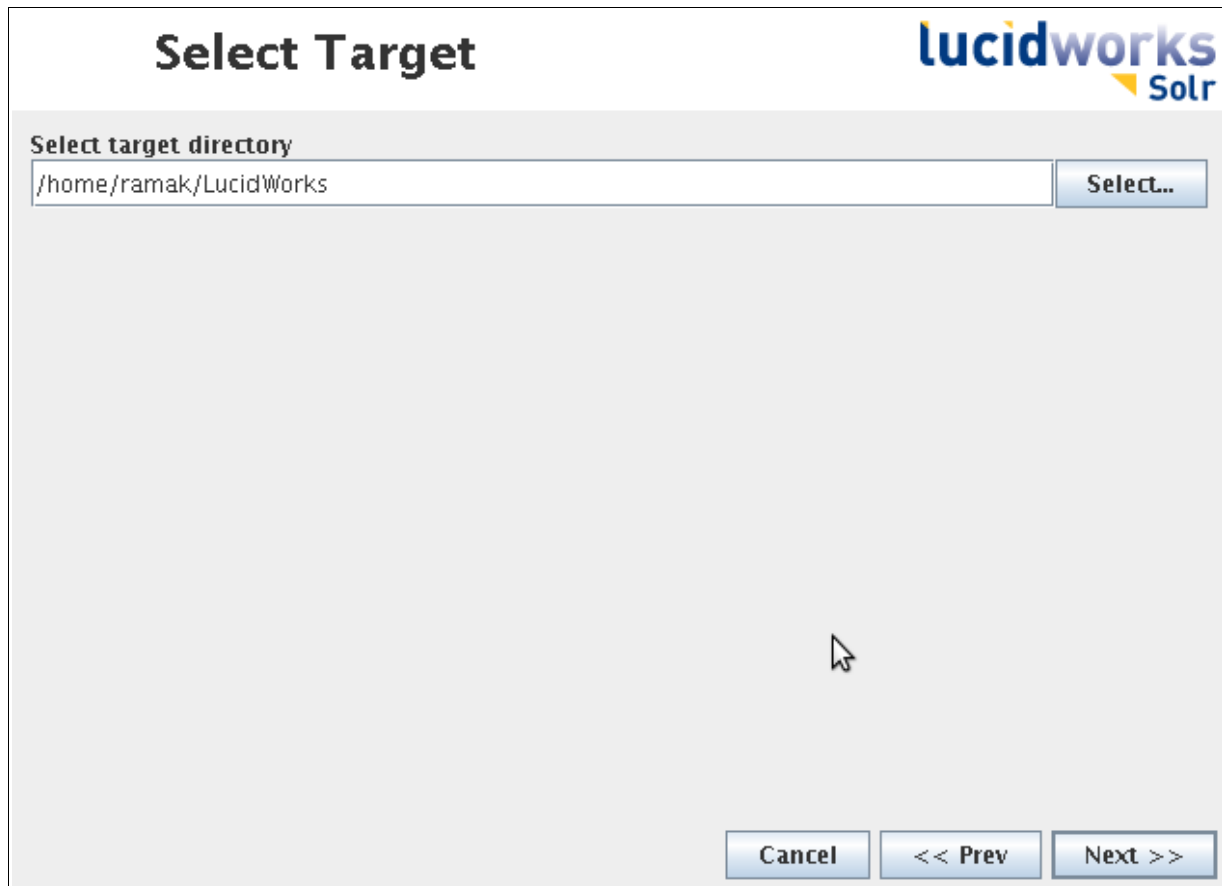 Select Target
lucidworks
Solr
Select target directory
/home/ramak/LucidWorks
Select...
Cancel
<< Prev
Next >>